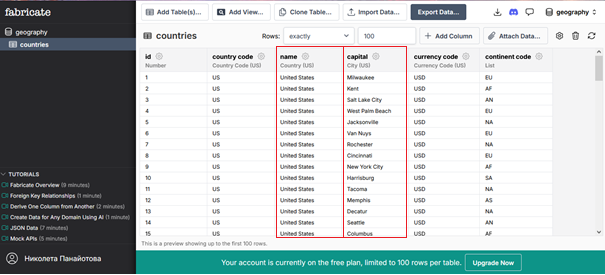 fabricate
Add Table(s)...
Add View...
Clone Table...
Import Data...
Export Data...
geography
geography
countries
countries
Rows:
exactly
100
+ Add Column
Attach Data...
id
country code
name
capital
currency code
continent code
Number
Country Code (US)
Country (US)
City (US)
Currency Code (US)
List
1 US United States Milwaukee USD EU
2 US United States Kent USD AF
3 US United States Salt Lake City USD AN
4 US United States West Palm Beach USD EU
5 US United States Jacksonville USD NA
6 US United States Van Nuys USD EU
7 US United States Rochester USD NA
8 US United States Cincinnati USD EU
9 US United States New York City USD AF
10 US United States Harrisburg USD SA
11 US United States Tacoma USD NA
12 US United States Memphis USD AS
13 US United States Decatur USD NA
14 US United States Seattle USD AN
15 US United States Columbus USD AF
TUTORIALS
Fabricate Overview (9 minutes)
Foreign Key Relationships (1 minute)
Derive One Column from Another (2 minutes)
Create Data for Any Domain Using AI (1 minute)
JSON Data (7 minutes)
Mock APIs (5 minutes)
Николета Панайотова
This is a preview showing up to the first 100 rows.
Your account is currently on the free plan, limited to 100 rows per table.
Upgrade Now